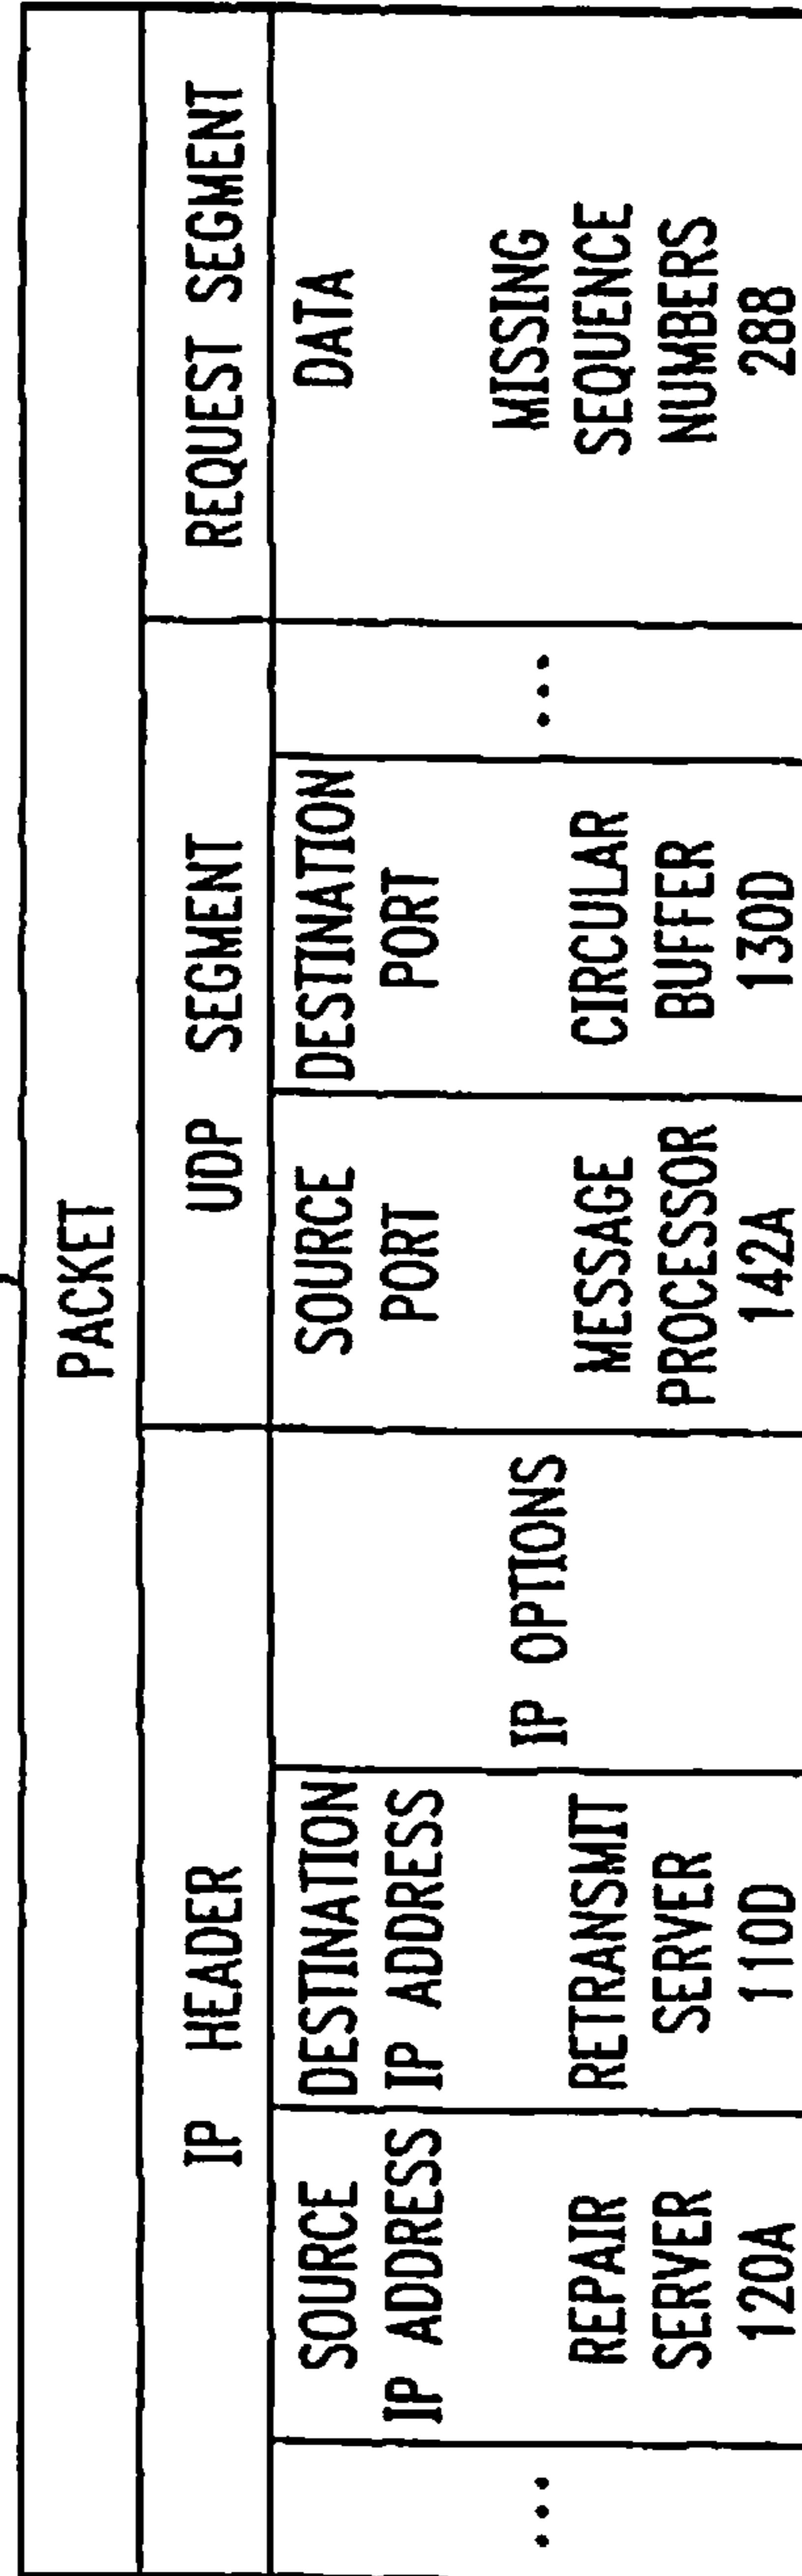 PACKET
IP HEADER
UDP SEGMENT
REQUEST SEGMENT
...
SOURCE
IP ADDRESS
REPAIR
SERVER
120A
DESTINATION
IP ADDRESS
RETRANSMIT
SERVER
110D
IP OPTIONS
SOURCE
PORT
MESSAGE
PROCESSOR
142A
DESTINATION
PORT
CIRCULAR
BUFFER
130D
...
DATA
MISSING
SEQUENCE
NUMBERS
288